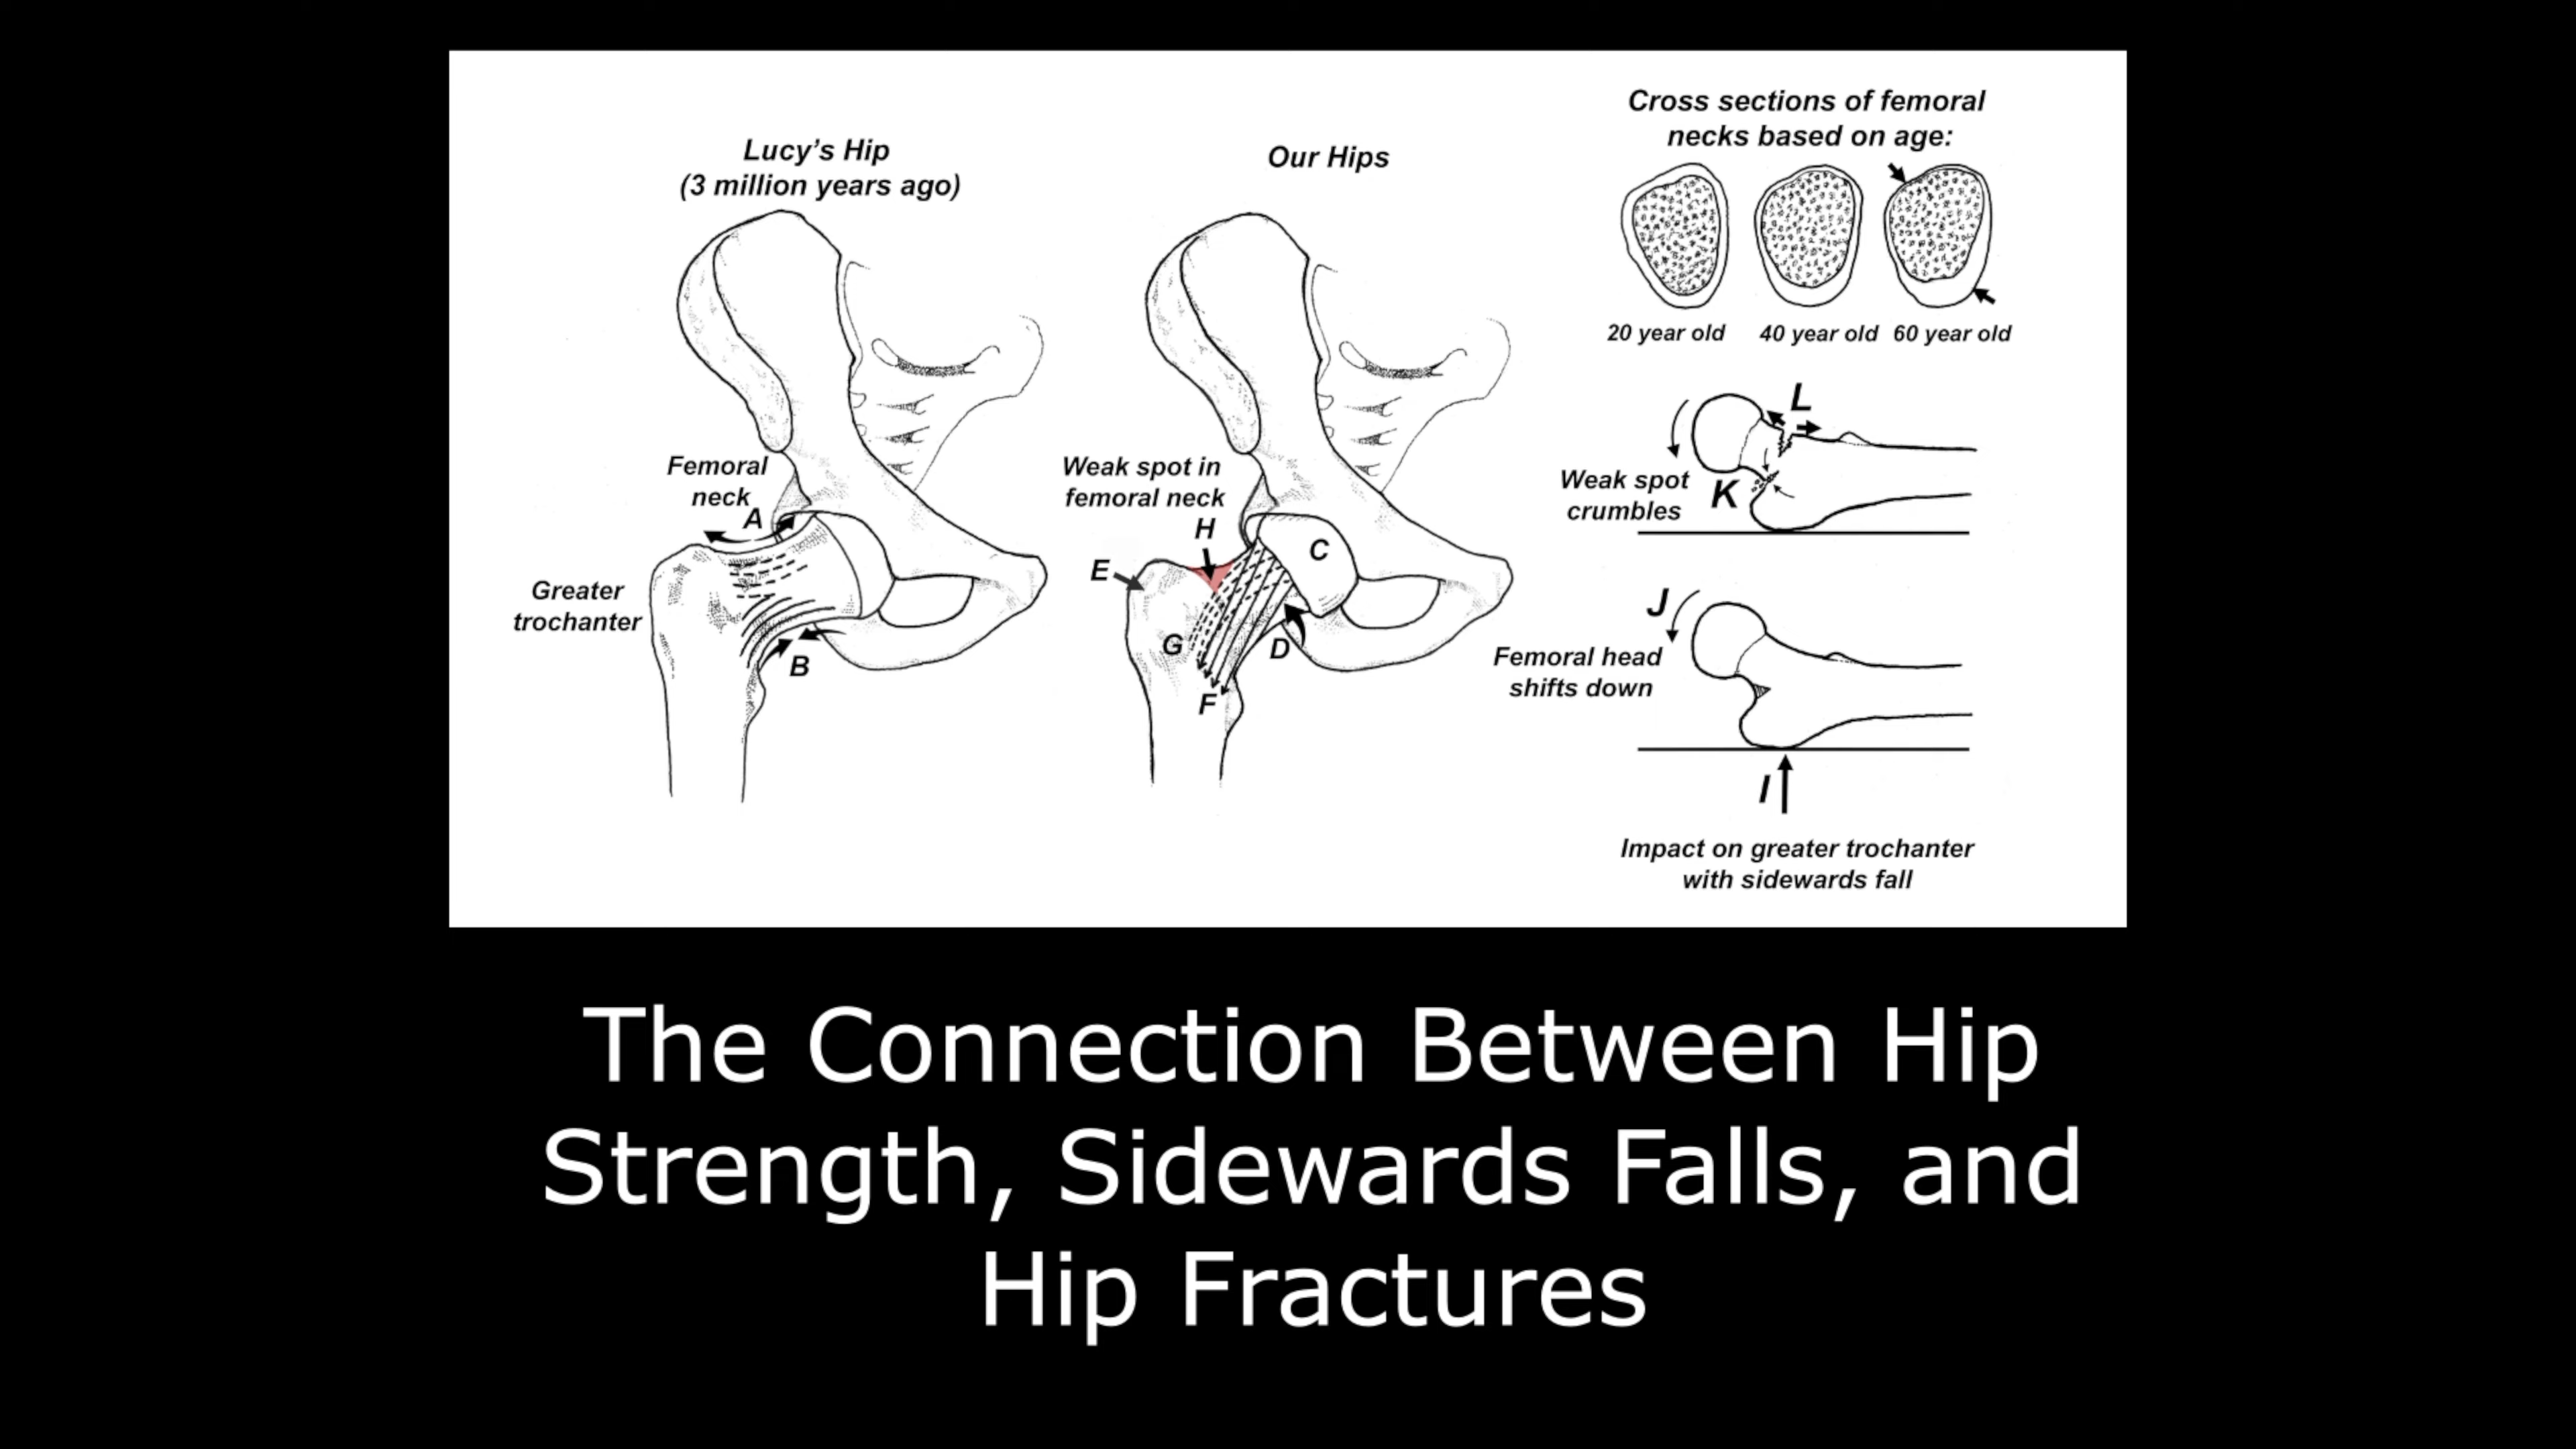 Lucy's Hip
(3 million years ago)
Femoral
neck
A
Greater
trochanter
B
Our Hips
Weak spot in
femoral neck
H
E
C
G
D
F
Cross sections of femoral
necks based on age:
20 year old
40 year old
60 year old
L
Weak spot
crumbles
K
J
Femoral head
shifts down
I
Impact on greater trochanter
with sidewards fall
The Connection Between Hip
Strength, Sidewards Falls, and
Hip Fractures